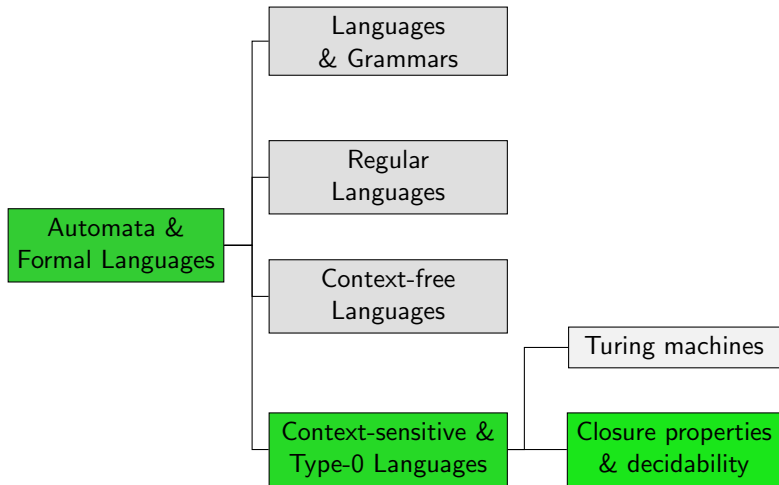 Languages
& Grammars
Regular
Languages
Automata &
Formal Languages
Context-free
Languages
Turing machines
Context-sensitive &
Type-0 Languages
Closure properties
& decidability